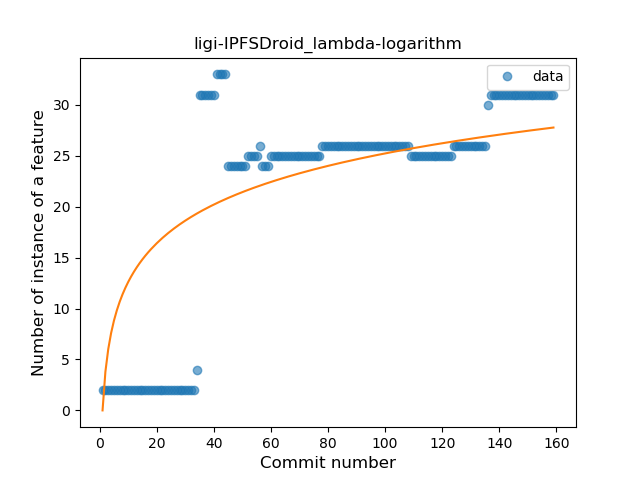 ligi-IPFSDroid_lambda-logarithm
data
Number of instance of a feature
30
25
20
15
10
5
0
0 20 40 60 80 100 120 140 160
Commit number